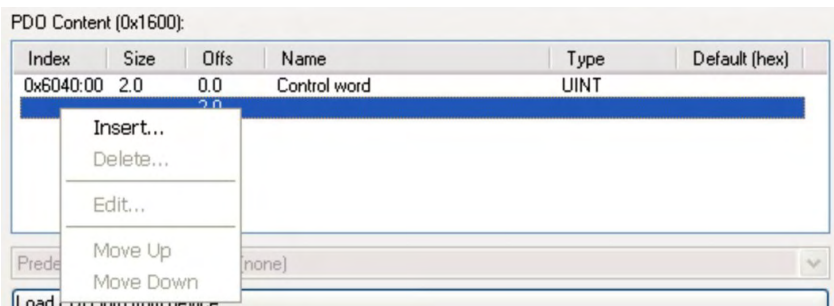 PDO Content (0x1600):
Index Size Offs Name Type Default (hex)
0x6040:00 2.0 0.0 Control word UINT
2.0
Insert...
Delete...
Edit...
Move Up
Prede (none)
Move Down
Load